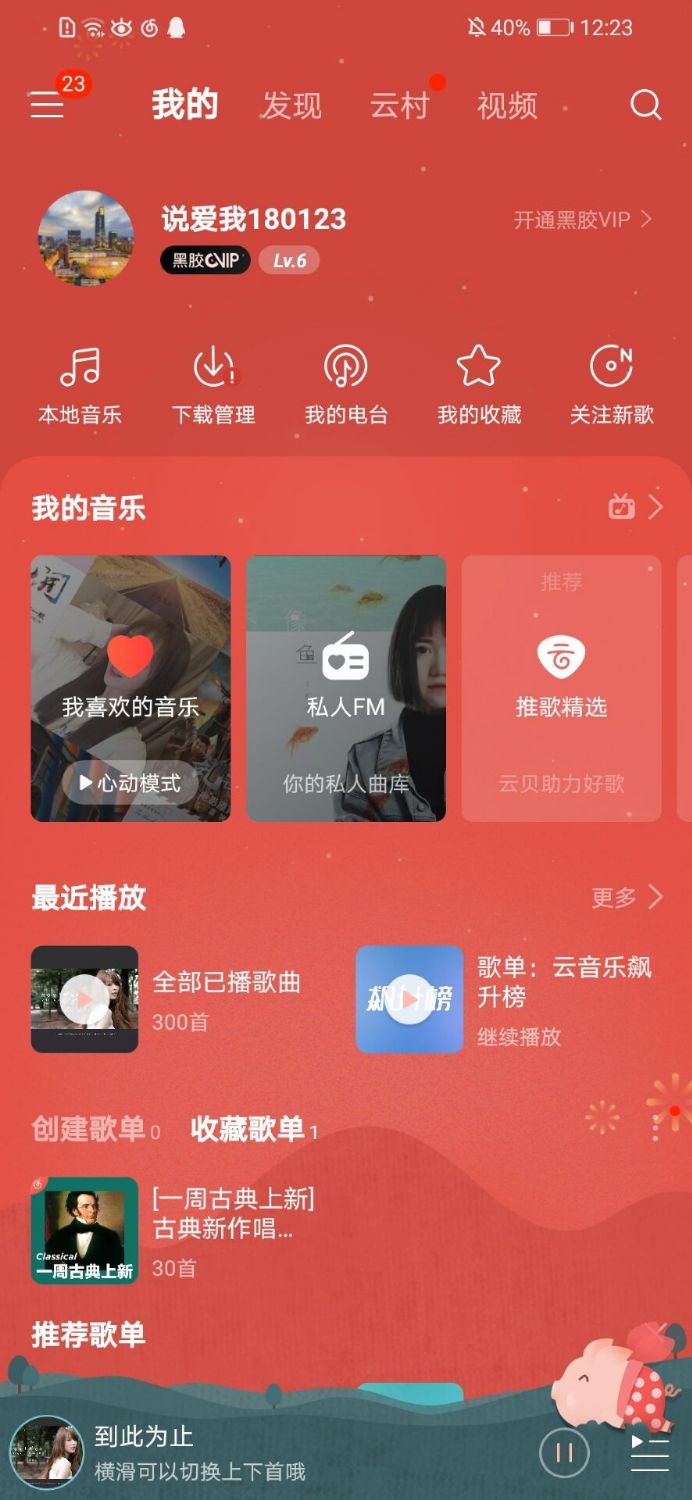 40% 12:23
23
我的 发现 云村 视频
说爱我180123
开通黑胶VIP
黑胶VIP Lv.6
本地音乐 下载管理 我的电台 我的收藏 关注新歌
我的音乐
推荐
我喜欢的音乐 私人FM 推歌精选
心动模式 你的私人曲库 云贝助力好歌
最近播放 更多
全部已播歌曲
300首
飙升榜
歌单：云音乐飙
升榜
继续播放
创建歌单0 收藏歌单1
Classical
一周古典上新
[一周古典上新]
古典新作唱...
30首
推荐歌单
到此为止
横滑可以切换上下首哦